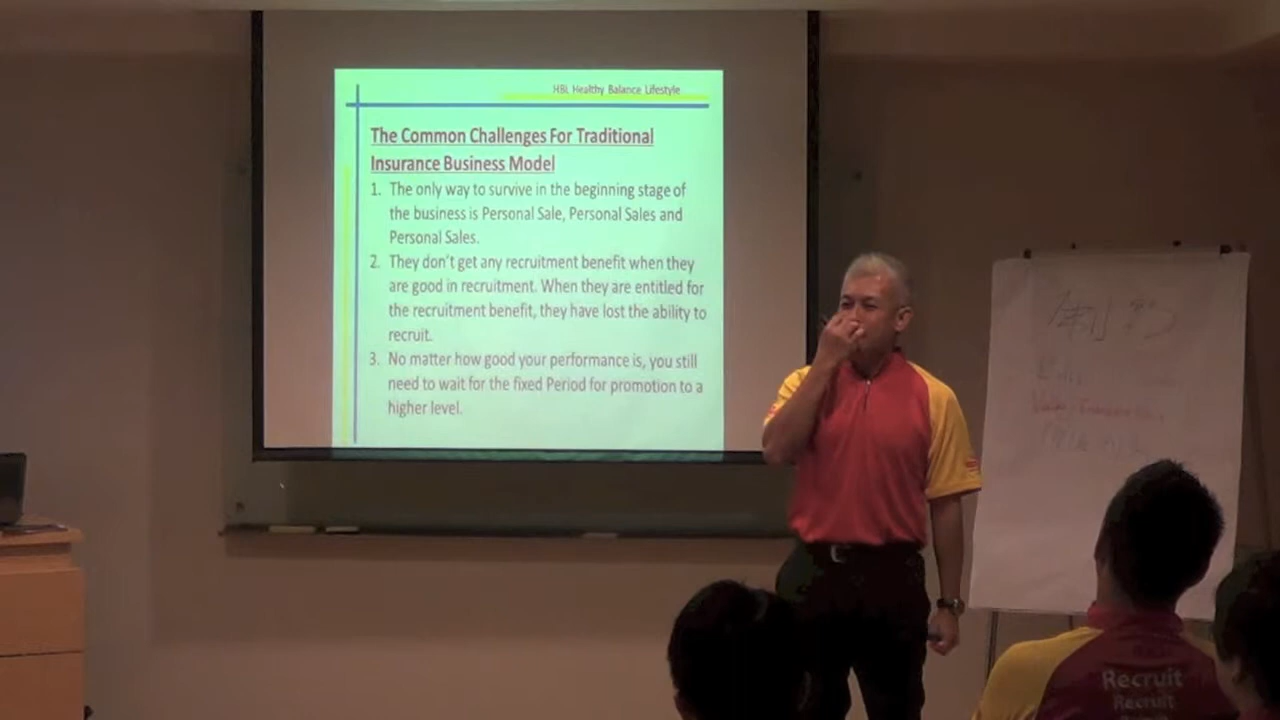 HBL Healthy Balance Lifestyle
The Common Challenges For Traditional
Insurance Business Model
1. The only way to survive in the beginning stage of
the business is Personal Sale, Personal Sales and
Personal Sales.
2. They don't get any recruitment benefit when they
are good in recruitment. When they are entitled for
the recruitment benefit, they have lost the ability to
recruit.
3. No matter how good your performance is, you still
need to wait for the fixed Period for promotion to a
higher level.
Recruit
Recruit